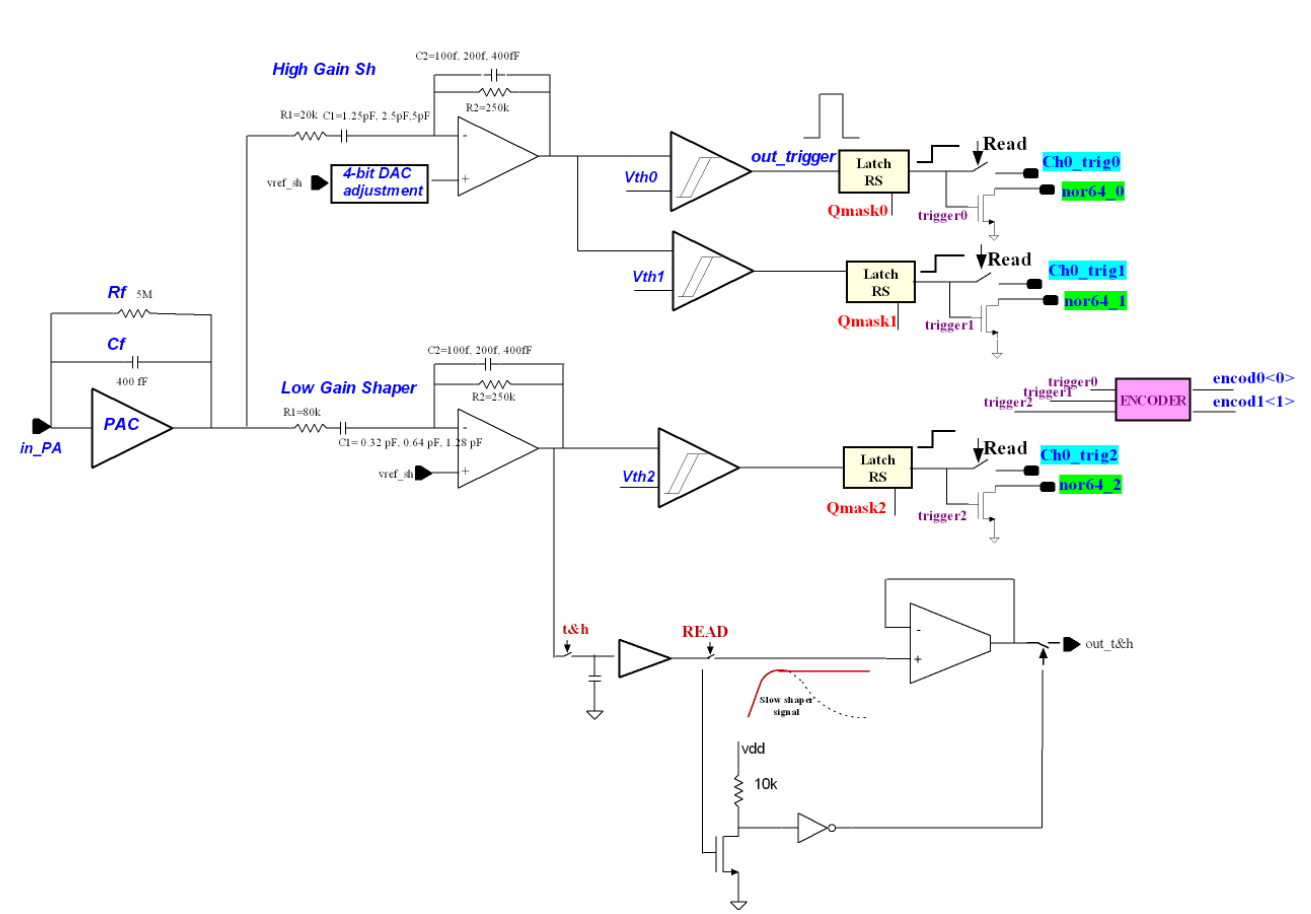 C2=100f, 200f, 400fF
High Gain Sh
R1=20k
C1=1.25pF, 2.5pF,5pF
R2=250k
-
+
vref_sh
4-bit DAC
adjustment
Vth0
out_trigger
Latch
RS
Qmask0
Read
Ch0_trig0
nor64_0
trigger0
Vth1
Latch
RS
Qmask1
Read
Ch0_trig1
nor64_1
trigger1
Rf 5M
Cf
400 fF
PAC
in_PA
C2=100f, 200f, 400fF
Low Gain Shaper
R1=80k
R2=250k
C1= 0.32 pF, 0.64 pF, 1.28 pF
-
+
vref_sh
Vth2
Latch
RS
Qmask2
Read
Ch0_trig2
nor64_2
trigger2
trigger0
trigger1
trigger2
ENCODER
encod0<0>
encod1<1>
t&h
READ
-
+
out_t&h
Slow shaper
signal
vdd
10k